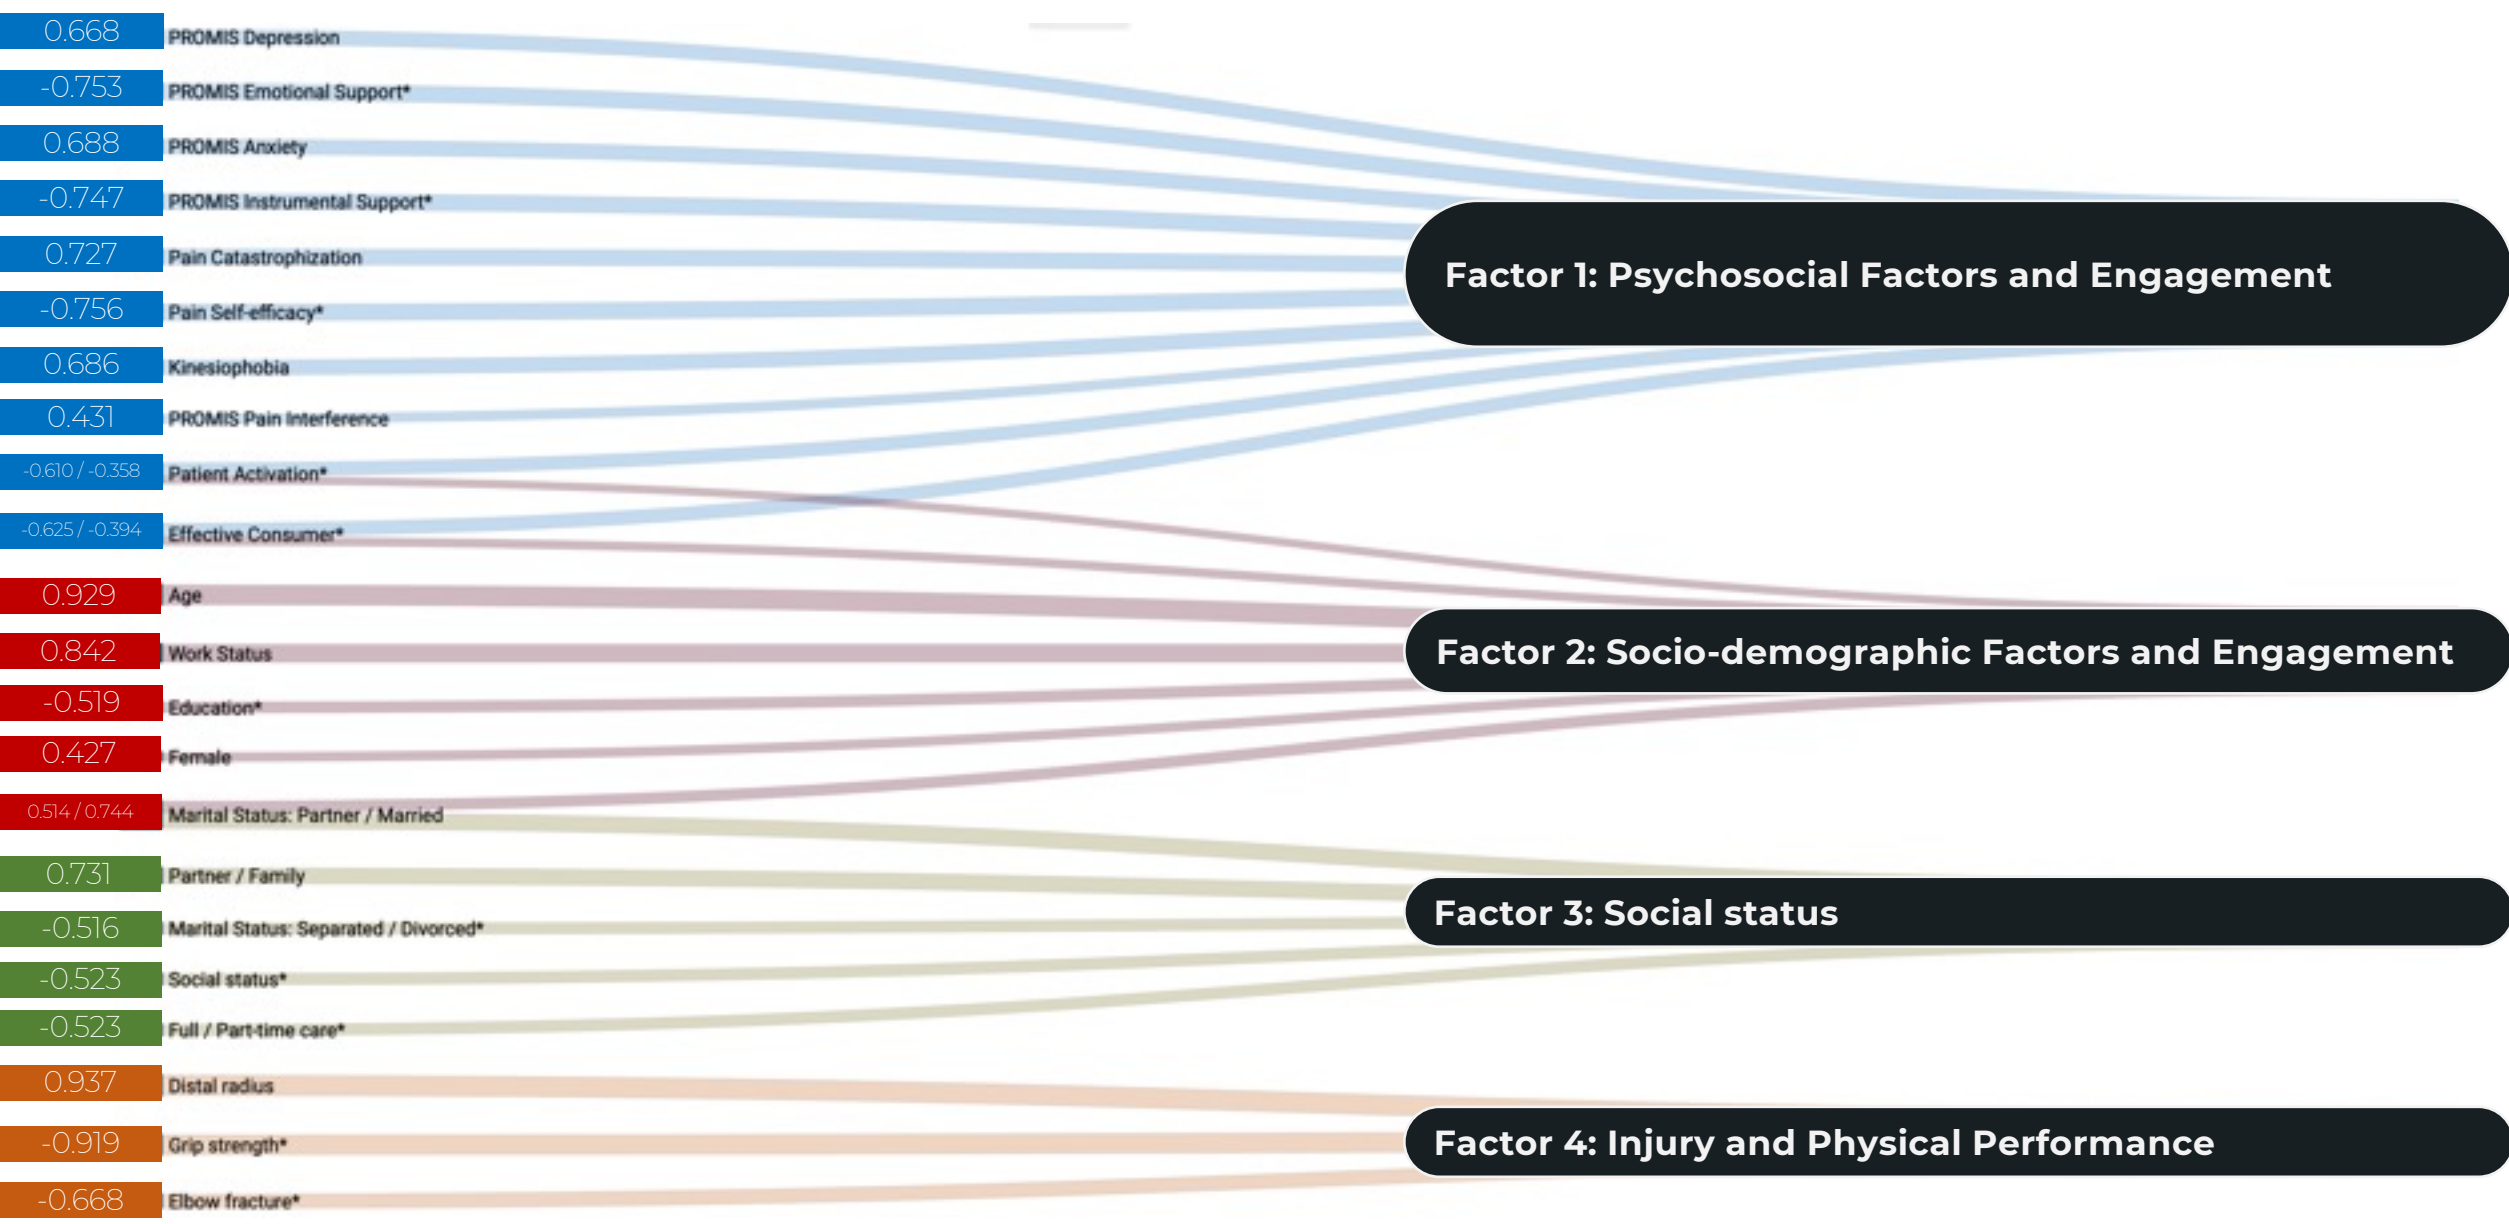 0.668 PROMIS Depression
-0.753 PROMIS Emotional Support*
0.688 PROMIS Anxiety
-0.747 PROMIS Instrumental Support*
0.727 Pain Catastrophization
-0.756 Pain Self-efficacy*
0.686 Kinesiophobia
0.431 PROMIS Pain Interference
-0.610 / -0.358 Patient Activation*
-0.625 / -0.394 Effective Consumer*
Factor 1: Psychosocial Factors and Engagement
0.929 Age
0.842 Work Status
-0.519 Education*
0.427 Female
0.514 / 0.744 Marital Status: Partner / Married
Factor 2: Socio-demographic Factors and Engagement
0.731 Partner / Family
-0.516 Marital Status: Separated / Divorced*
-0.523 Social status*
-0.523 Full / Part-time care*
Factor 3: Social status
0.937 Distal radius
-0.919 Grip strength*
-0.668 Elbow fracture*
Factor 4: Injury and Physical Performance